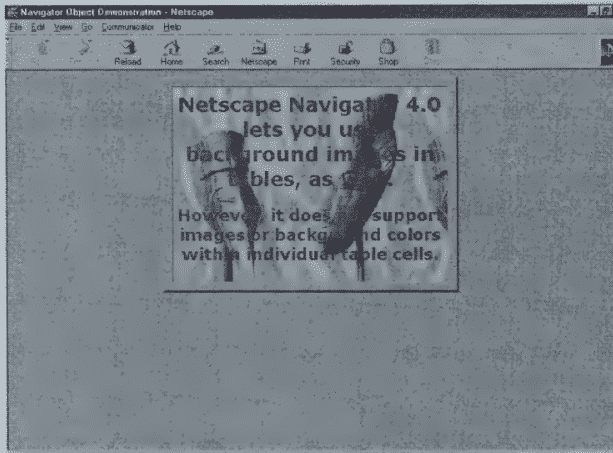 Navigator Object Demonstration - Netscape
File Edit View Go Communicator Help
Reload Home Search Netscape Print Security Shop
Netscape Navigator 4.0
lets you use
background images in
tables, as
However, it does not support
images or background colors
within individual table cells.